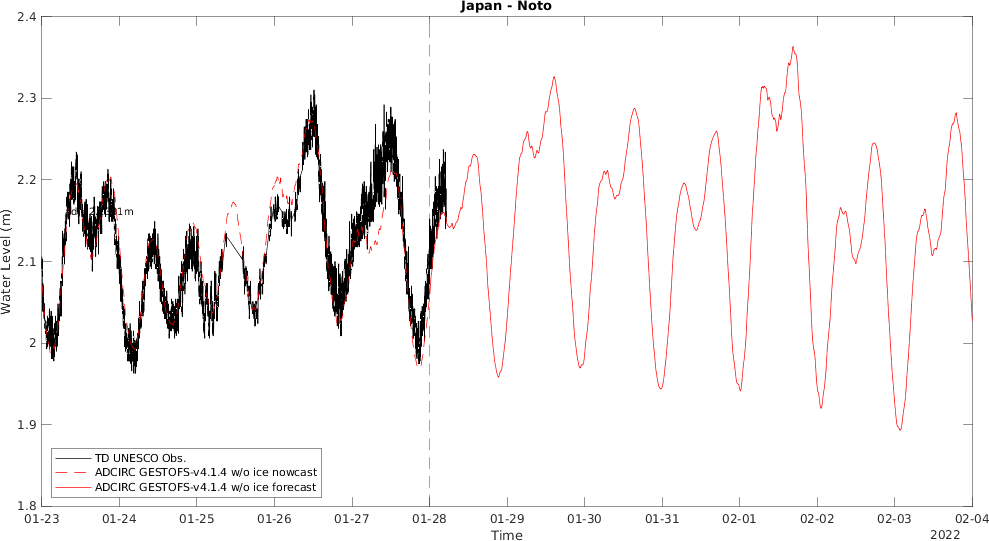 Japan - Noto
2.4
2.3
2.2
2.1
2
1.9
1.8
Water Level (m)
TD UNESCO Obs.
ADCIRC GESTOFS-v4.1.4 w/o ice nowcast
ADCIRC GESTOFS-v4.1.4 w/o ice forecast
01-23 01-24 01-25 01-26 01-27 01-28 01-29 01-30 01-31 02-01 02-02 02-03 02-04
Time
2022